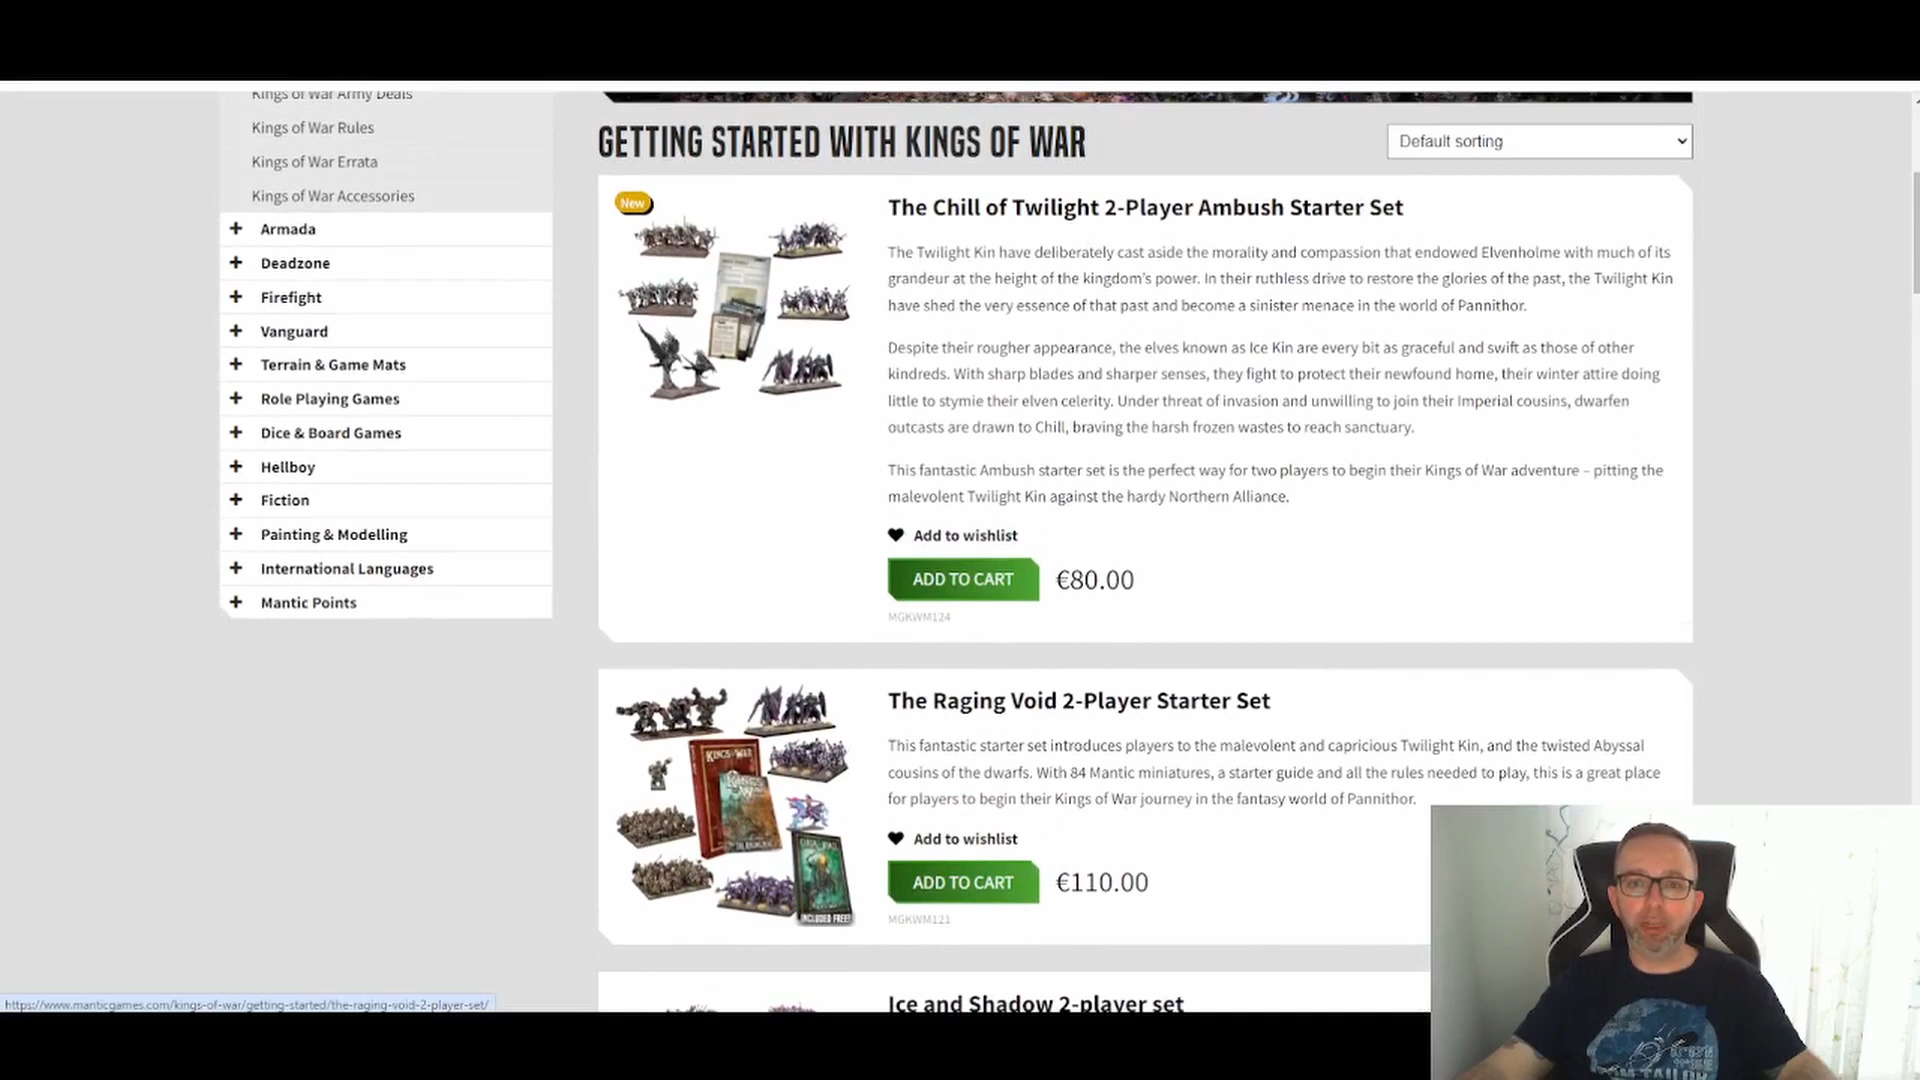 Kings of War Army Deals
Kings of War Rules
Kings of War Errata
Kings of War Accessories
Armada
Deadzone
Firefight
Vanguard
Terrain & Game Mats
Role Playing Games
Dice & Board Games
Hellboy
Fiction
Painting & Modelling
International Languages
Mantic Points
GETTING STARTED WITH KINGS OF WAR
Default sorting
New
The Chill of Twilight 2-Player Ambush Starter Set
The Twilight Kin have deliberately cast aside the morality and compassion that endowed Elvenholme with much of its
grandeur at the height of the kingdom's power. In their ruthless drive to restore the glories of the past, the Twilight Kin
have shed the very essence of that past and become a sinister menace in the world of Pannithor.
Despite their rougher appearance, the elves known as Ice Kin are every bit as graceful and swift as those of other
kindreds. With sharp blades and sharper senses, they fight to protect their newfound home, their winter attire doing
little to stymie their elven celerity. Under threat of invasion and unwilling to join their Imperial cousins, dwarfen
outcasts are drawn to Chill, braving the harsh frozen wastes to reach sanctuary.
This fantastic Ambush starter set is the perfect way for two players to begin their Kings of War adventure – pitting the
malevolent Twilight Kin against the hardy Northern Alliance.
Add to wishlist
ADD TO CART €80.00
MGKWM124
The Raging Void 2-Player Starter Set
This fantastic starter set introduces players to the malevolent and capricious Twilight Kin, and the twisted Abyssal
cousins of the dwarfs. With 84 Mantic miniatures, a starter guide and all the rules needed to play, this is a great place
for players to begin their Kings of War journey in the fantasy world of Pannithor.
KINGS OF WAR
INCLUDED FREE!
Add to wishlist
ADD TO CART €110.00
MGKWM121
Ice and Shadow 2-player set
https://www.manticgames.com/kings-of-war/getting-started/the-raging-void-2-player-set/
TOM TAILOR